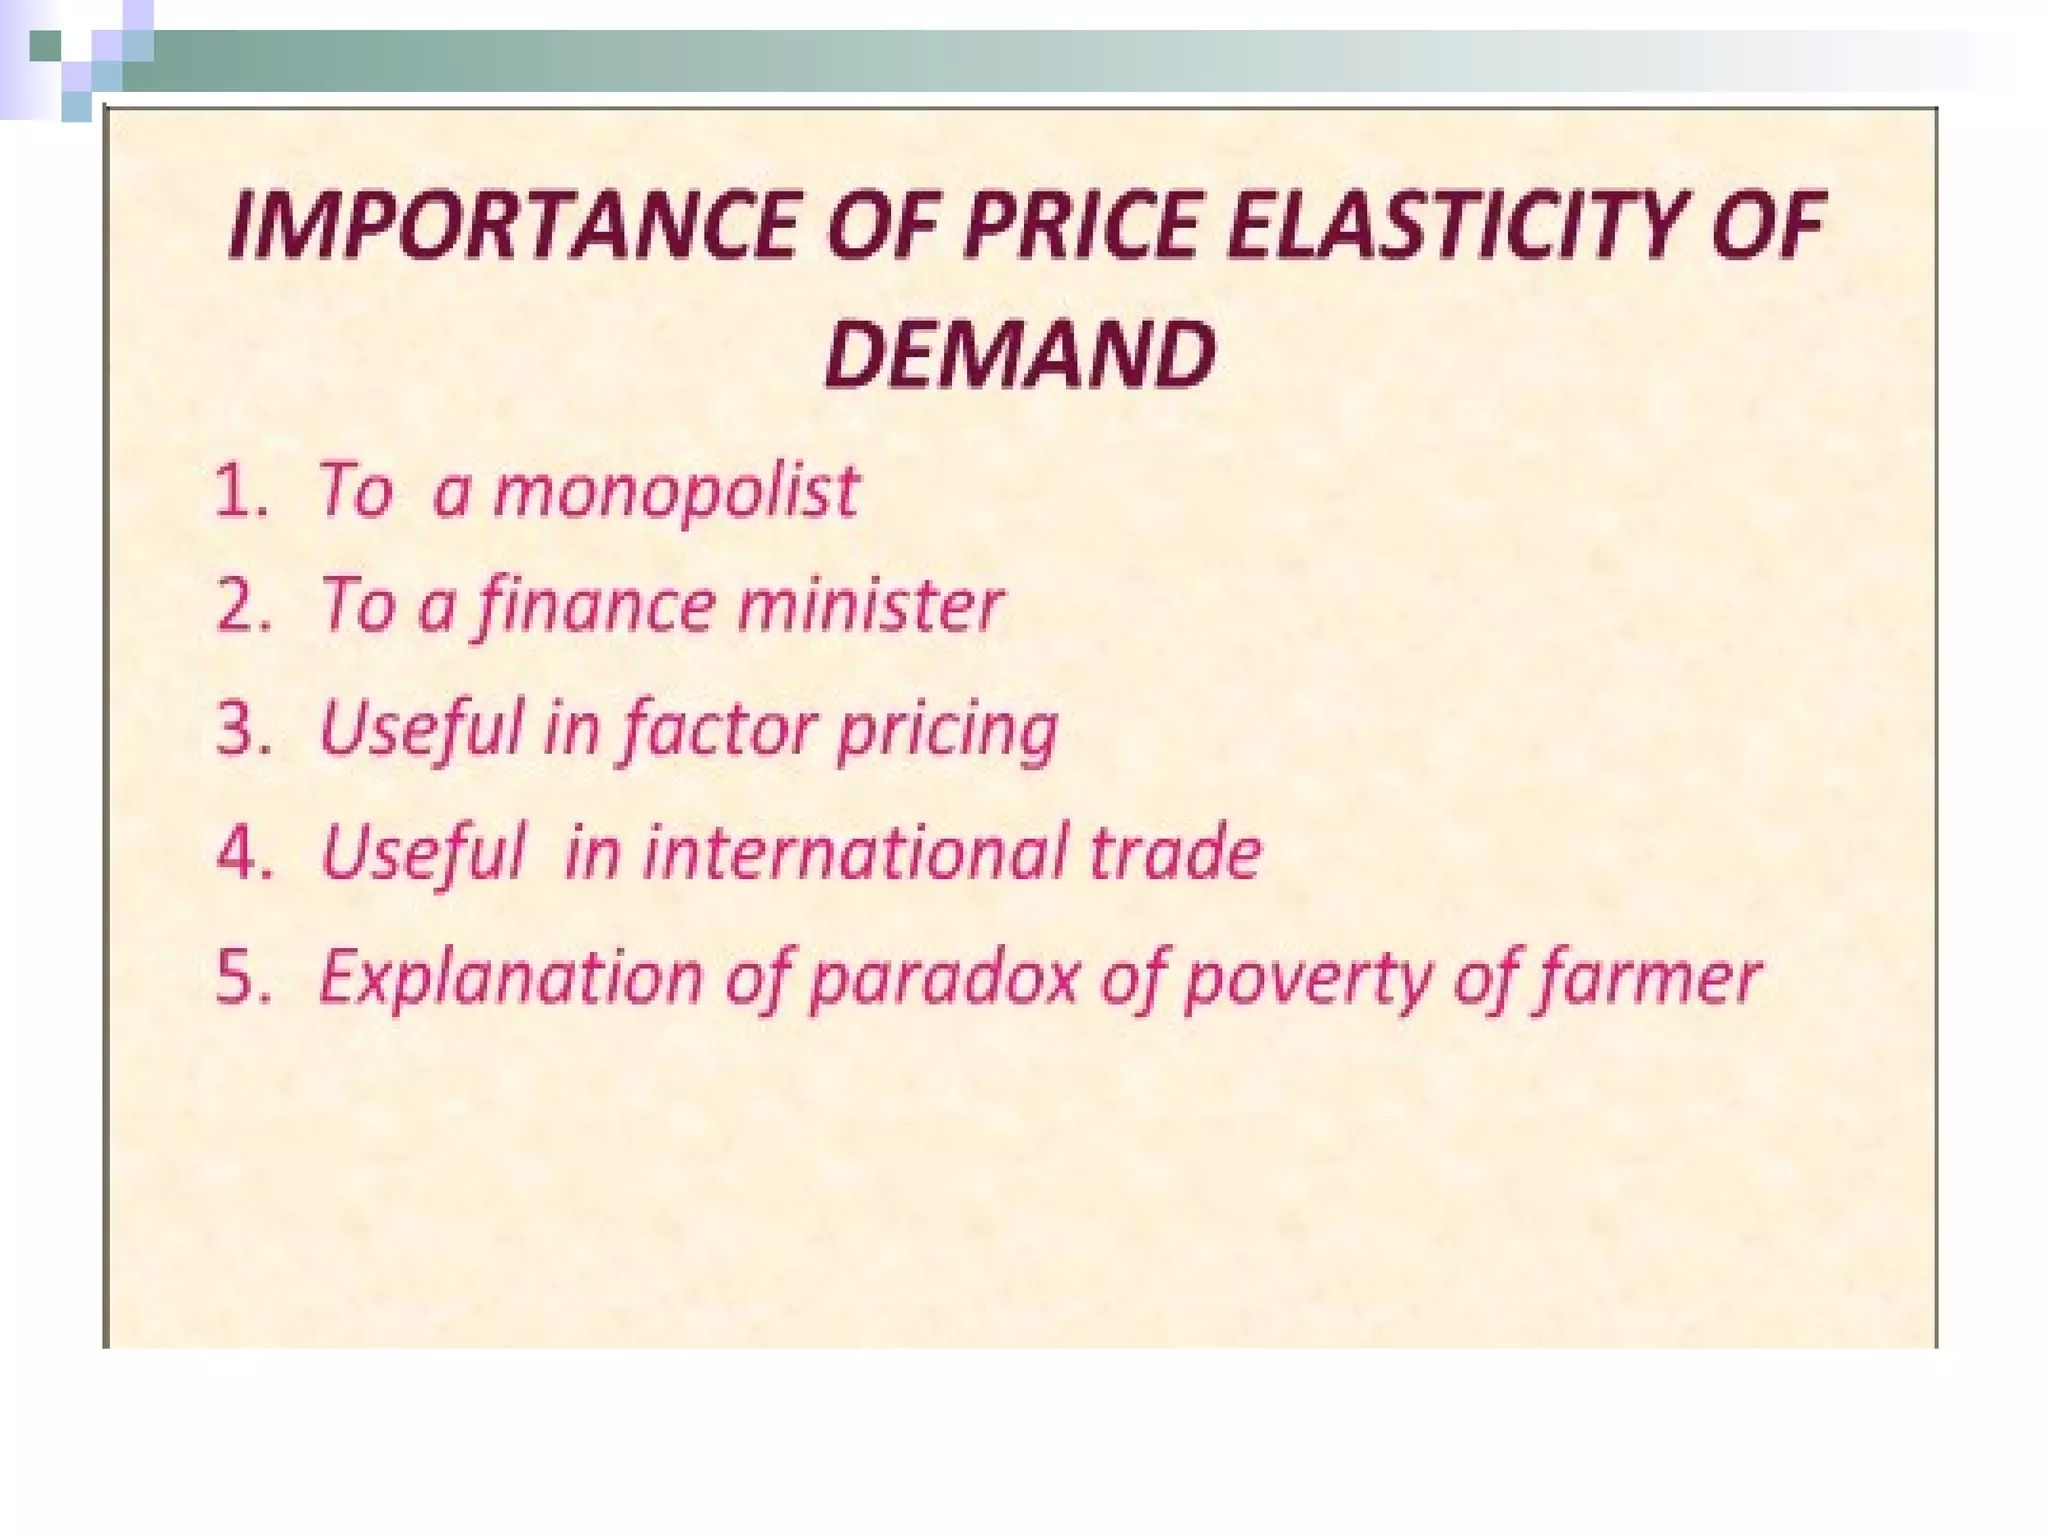 IMPORTANCE OF PRICE ELASTICITY OF
DEMAND
1. To a monopolist
2. To a finance minister
3. Useful in factor pricing
4. Useful in international trade
5. Explanation of paradox of poverty of farmer